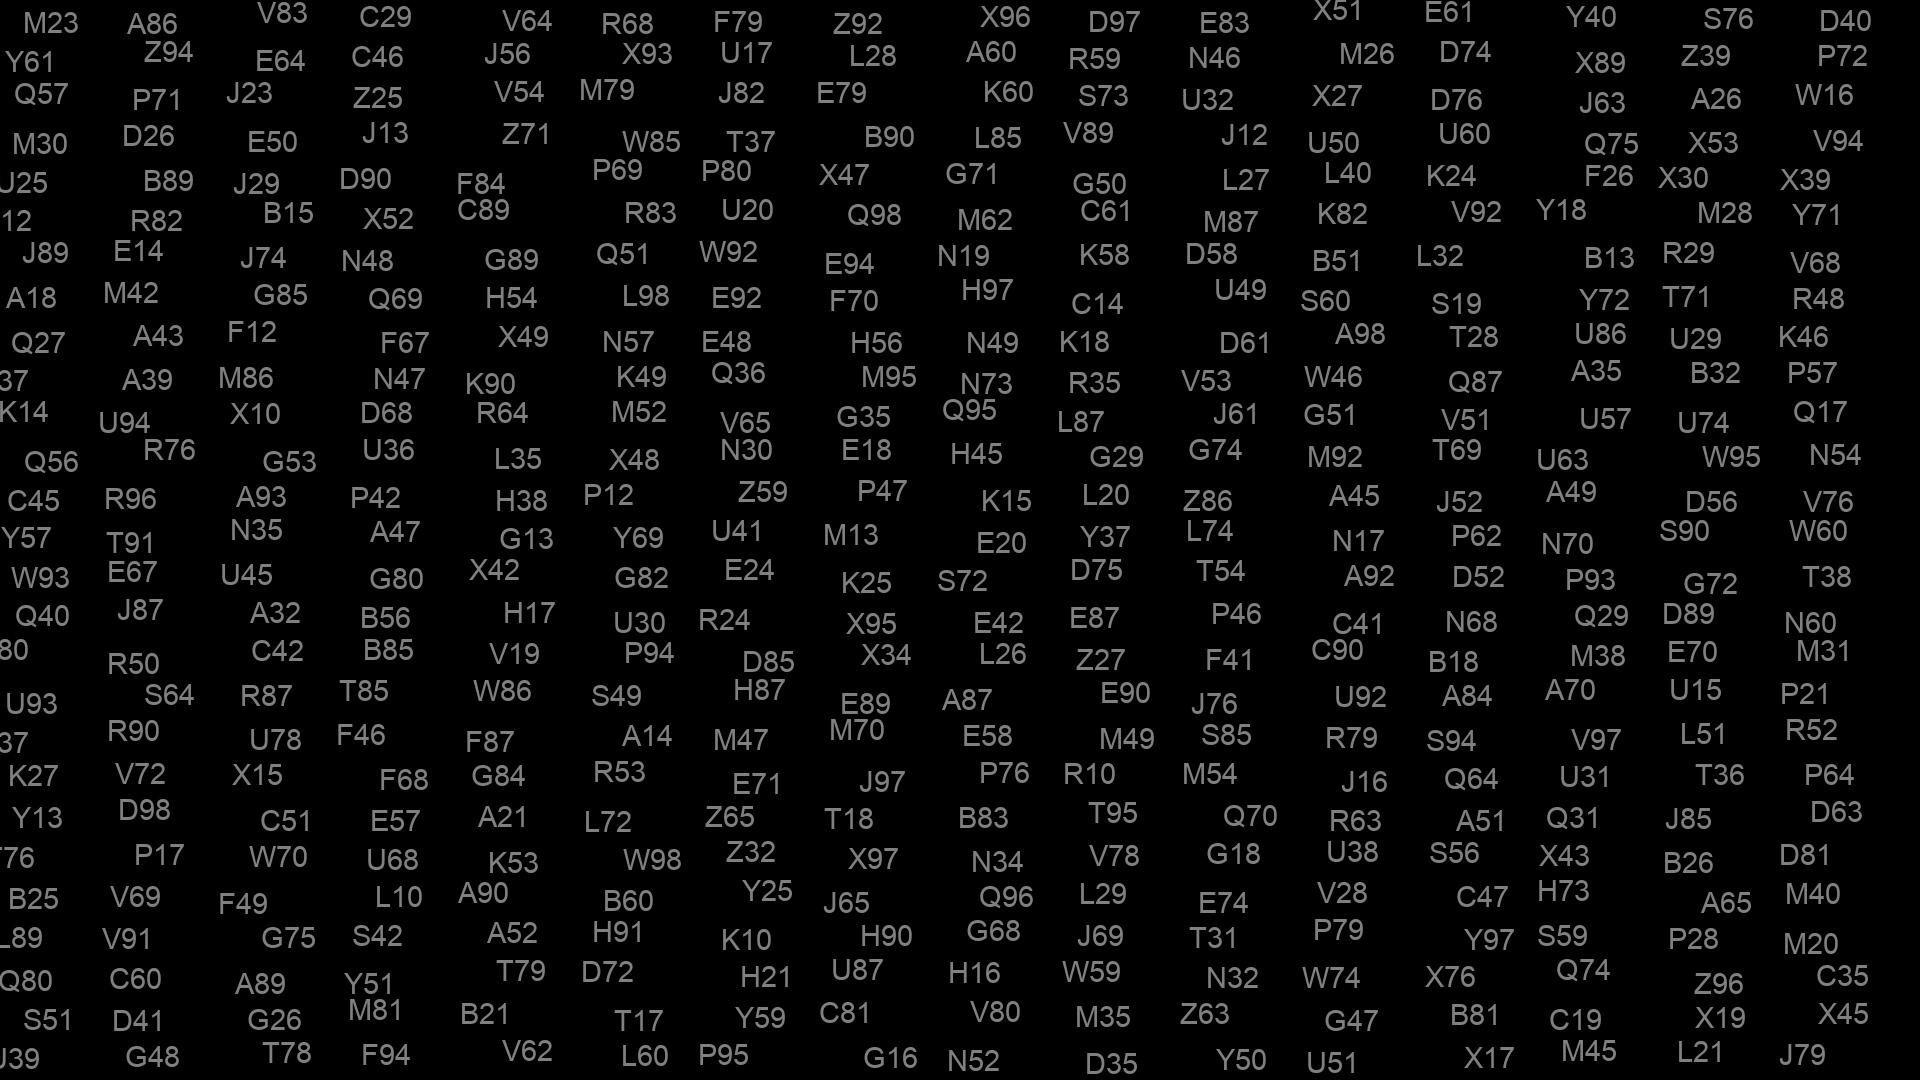 M23 A86 V83 C29 V64 R68 F79 Z92 X96 D97 E83 X51 E61 Y40 S76 D40
Y61 Z94 E64 C46 J56 X93 U17 L28 A60 R59 N46 M26 D74 X89 Z39 P72
Q57 P71 J23 Z25 V54 M79 J82 E79 K60 S73 U32 X27 D76 J63 A26 W16
M30 D26 E50 J13 Z71 W85 T37 B90 L85 V89 J12 U50 U60 Q75 X53 V94
U25 B89 J29 D90 F84 P69 P80 X47 G71 G50 L27 L40 K24 F26 X30 X39
12 R82 B15 X52 C89 R83 U20 Q98 M62 C61 M87 K82 V92 Y18 M28 Y71
J89 E14 J74 N48 G89 Q51 W92 E94 N19 K58 D58 B51 L32 B13 R29 V68
A18 M42 G85 Q69 H54 L98 E92 F70 H97 C14 U49 S60 S19 Y72 T71 R48
Q27 A43 F12 F67 X49 N57 E48 H56 N49 K18 D61 A98 T28 U86 U29 K46
37 A39 M86 N47 K90 K49 Q36 M95 N73 R35 V53 W46 Q87 A35 B32 P57
K14 U94 X10 D68 R64 M52 V65 G35 Q95 L87 J61 G51 V51 U57 U74 Q17
Q56 R76 G53 U36 L35 X48 N30 E18 H45 G29 G74 M92 T69 U63 W95 N54
C45 R96 A93 P42 H38 P12 Z59 P47 K15 L20 Z86 A45 J52 A49 D56 V76
Y57 T91 N35 A47 G13 Y69 U41 M13 E20 Y37 L74 N17 P62 N70 S90 W60
W93 E67 U45 G80 X42 G82 E24 K25 S72 D75 T54 A92 D52 P93 G72 T38
Q40 J87 A32 B56 H17 U30 R24 X95 E42 E87 P46 C41 N68 Q29 D89 N60
80 R50 C42 B85 V19 P94 D85 X34 L26 Z27 F41 C90 B18 M38 E70 M31
U93 S64 R87 T85 W86 S49 H87 E89 A87 E90 J76 U92 A84 A70 U15 P21
37 R90 U78 F46 F87 A14 M47 M70 E58 M49 S85 R79 S94 V97 L51 R52
K27 V72 X15 F68 G84 R53 E71 J97 P76 R10 M54 J16 Q64 U31 T36 P64
Y13 D98 C51 E57 A21 L72 Z65 T18 B83 T95 Q70 R63 A51 Q31 J85 D63
76 P17 W70 U68 K53 W98 Z32 X97 N34 V78 G18 U38 S56 X43 B26 D81
B25 V69 F49 L10 A90 B60 Y25 J65 Q96 L29 E74 V28 C47 H73 A65 M40
L89 V91 G75 S42 A52 H91 K10 H90 G68 J69 T31 P79 Y97 S59 P28 M20
Q80 C60 A89 Y51 T79 D72 H21 U87 H16 W59 N32 W74 X76 Q74 Z96 C35
S51 D41 G26 M81 B21 T17 Y59 C81 V80 M35 Z63 G47 B81 C19 X19 X45
J39 G48 T78 F94 V62 L60 P95 G16 N52 D35 Y50 U51 X17 M45 L21 J79